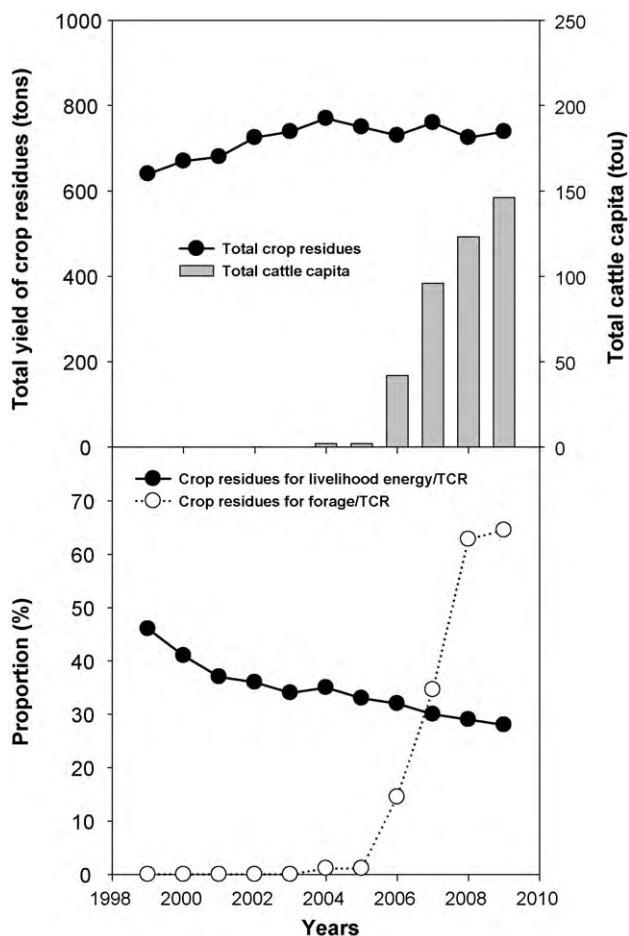 1000
800
600
400
200
0
Total yield of crop residues (tons)
250
200
150
100
50
0
Total cattle capita (tou)
Total crop residues
Total cattle capita
Crop residues for livelihood energy/TCR
Crop residues for forage/TCR
70
60
50
40
30
20
10
0
Proportion (%)
1998 2000 2002 2004 2006 2008 2010
Years